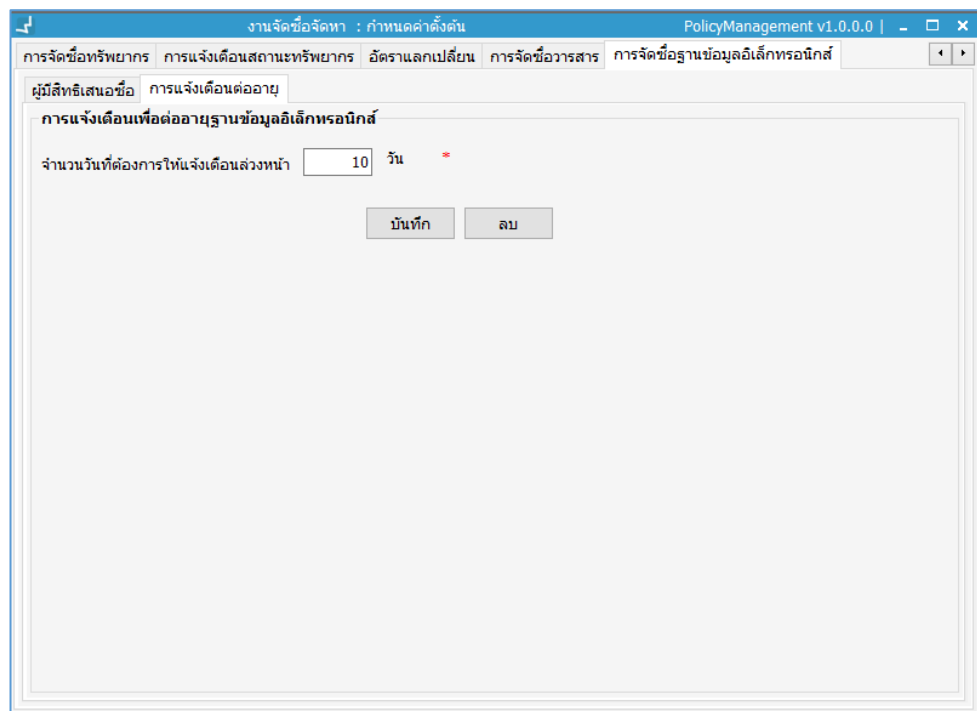 งานจัดซื้อจัดหา : กำหนดค่าตั้งต้น PolicyManagement v1.0.0.0 |
การจัดซื้อทรัพยากร การแจ้งเตือนสถานะทรัพยากร อัตราแลกเปลี่ยน การจัดซื้อวารสาร การจัดซื้อฐานข้อมูลอิเล็กทรอนิกส์
ผู้มีสิทธิเสนอซื้อ การแจ้งเตือนต่ออายุ
การแจ้งเตือนเพื่อต่ออายุฐานข้อมูลอิเล็กทรอนิกส์
จำนวนวันที่ต้องการให้แจ้งเตือนล่วงหน้า 10 วัน *
บันทึก ลบ